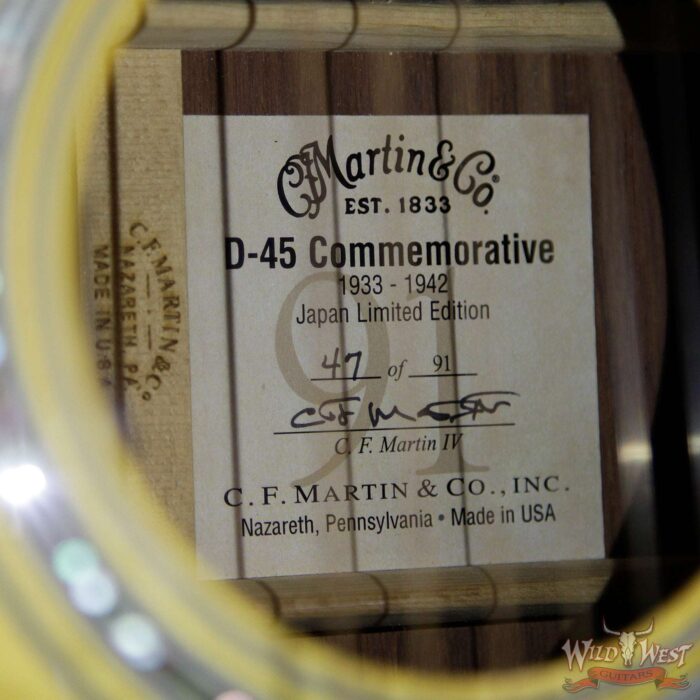 C.F. Martin & Co.®
EST. 1833
D-45 Commemorative
1933 - 1942
Japan Limited Edition
91
47 of 91
C. F. Martin IV
C. F. MARTIN & CO., INC.
Nazareth, Pennsylvania • Made in USA
C. F. MARTIN & Co
NAZARETH, PA.
MADE IN U.S.A
WILD WEST
GUITARS